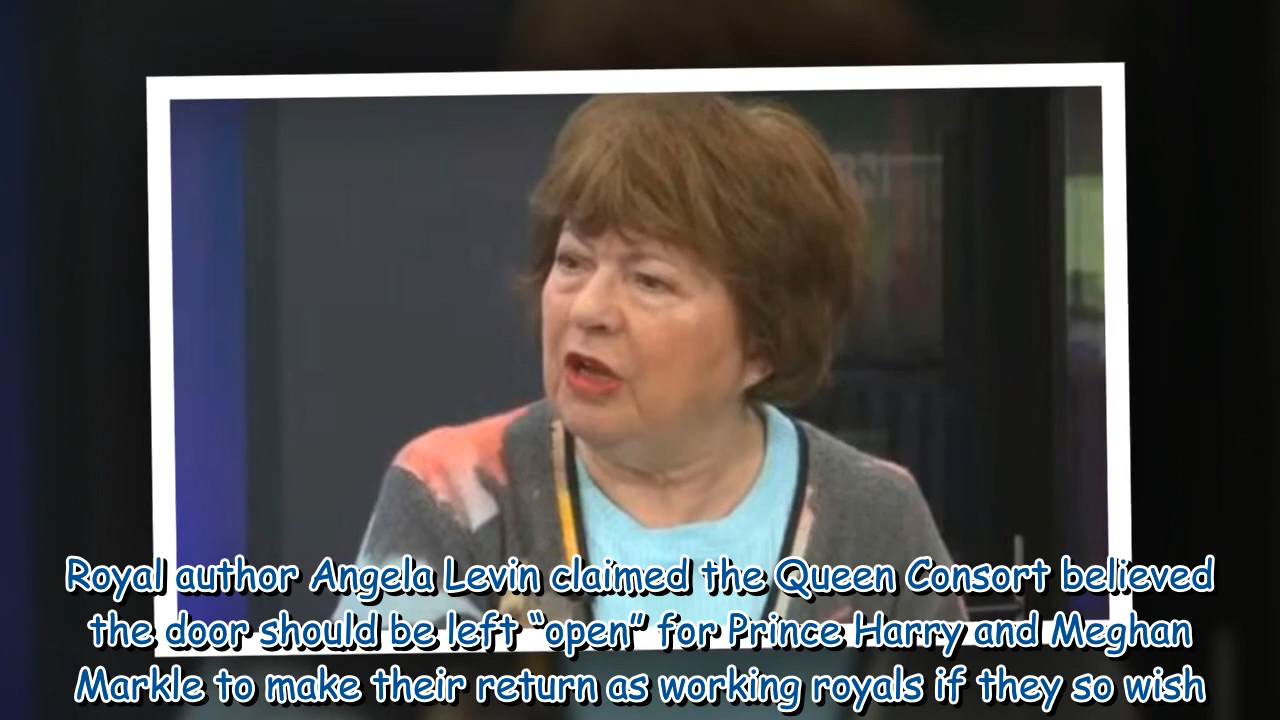 Royal author Angela Levin claimed the Queen Consort believed
the door should be left “open” for Prince Harry and Meghan
Markle to make their return as working royals if they so wish